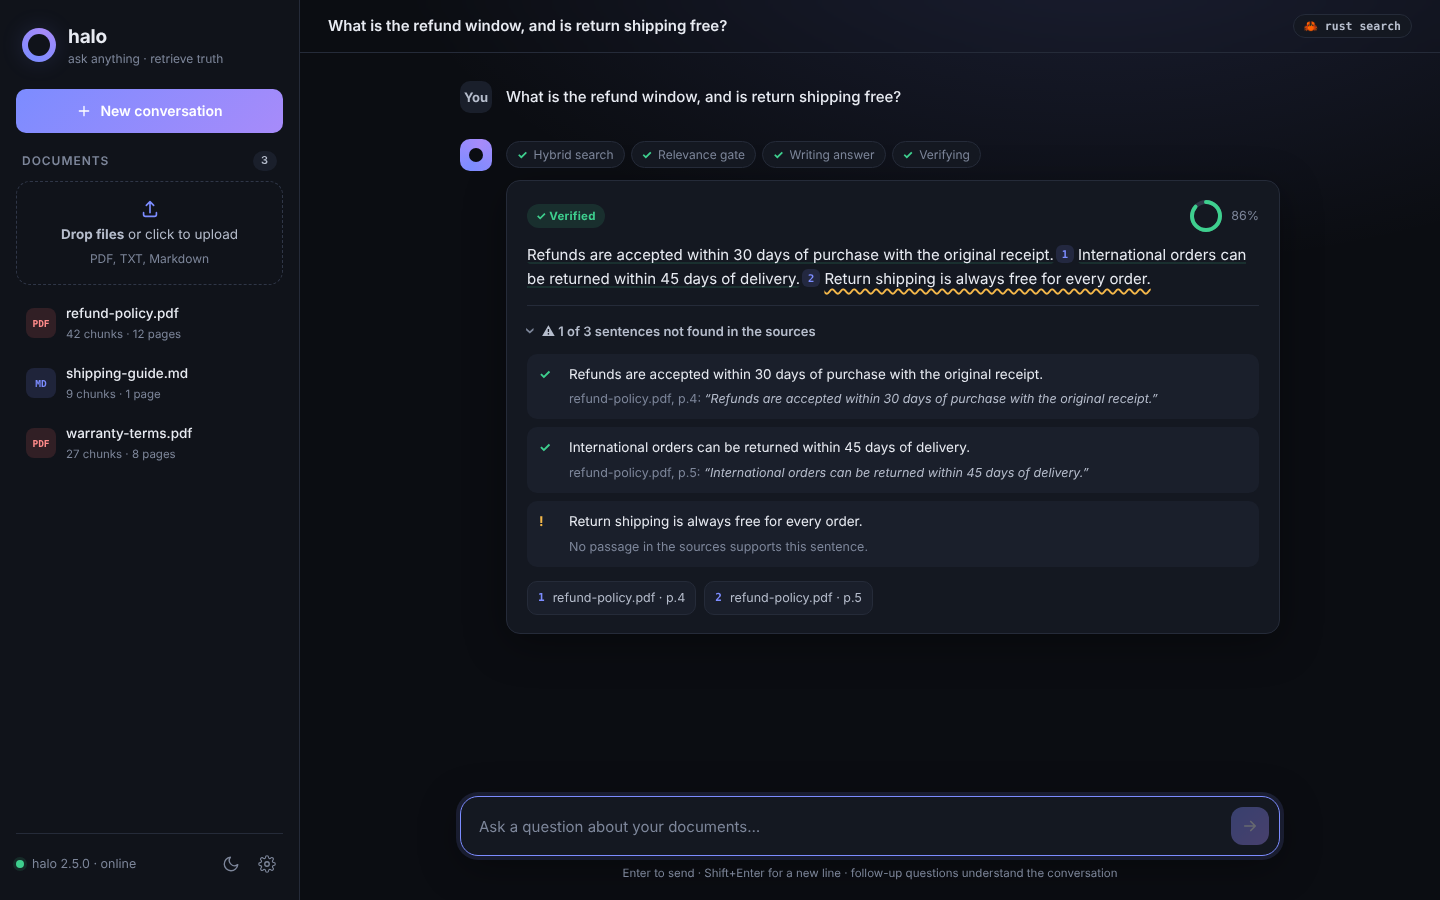 halo
ask anything · retrieve truth
+ New conversation
DOCUMENTS 3
Drop files or click to upload
PDF, TXT, Markdown
PDF refund-policy.pdf
42 chunks · 12 pages
MD shipping-guide.md
9 chunks · 1 page
PDF warranty-terms.pdf
27 chunks · 8 pages
halo 2.5.0 · online
What is the refund window, and is return shipping free?
🦀 rust search
You What is the refund window, and is return shipping free?
✓ Hybrid search ✓ Relevance gate ✓ Writing answer ✓ Verifying
✓ Verified 86%
Refunds are accepted within 30 days of purchase with the original receipt. 1 International orders can
be returned within 45 days of delivery. 2 Return shipping is always free for every order.
⚠ 1 of 3 sentences not found in the sources
✓ Refunds are accepted within 30 days of purchase with the original receipt.
refund-policy.pdf, p.4: “Refunds are accepted within 30 days of purchase with the original receipt.”
✓ International orders can be returned within 45 days of delivery.
refund-policy.pdf, p.5: “International orders can be returned within 45 days of delivery.”
! Return shipping is always free for every order.
No passage in the sources supports this sentence.
1 refund-policy.pdf · p.4 2 refund-policy.pdf · p.5
Ask a question about your documents...
Enter to send · Shift+Enter for a new line · follow-up questions understand the conversation